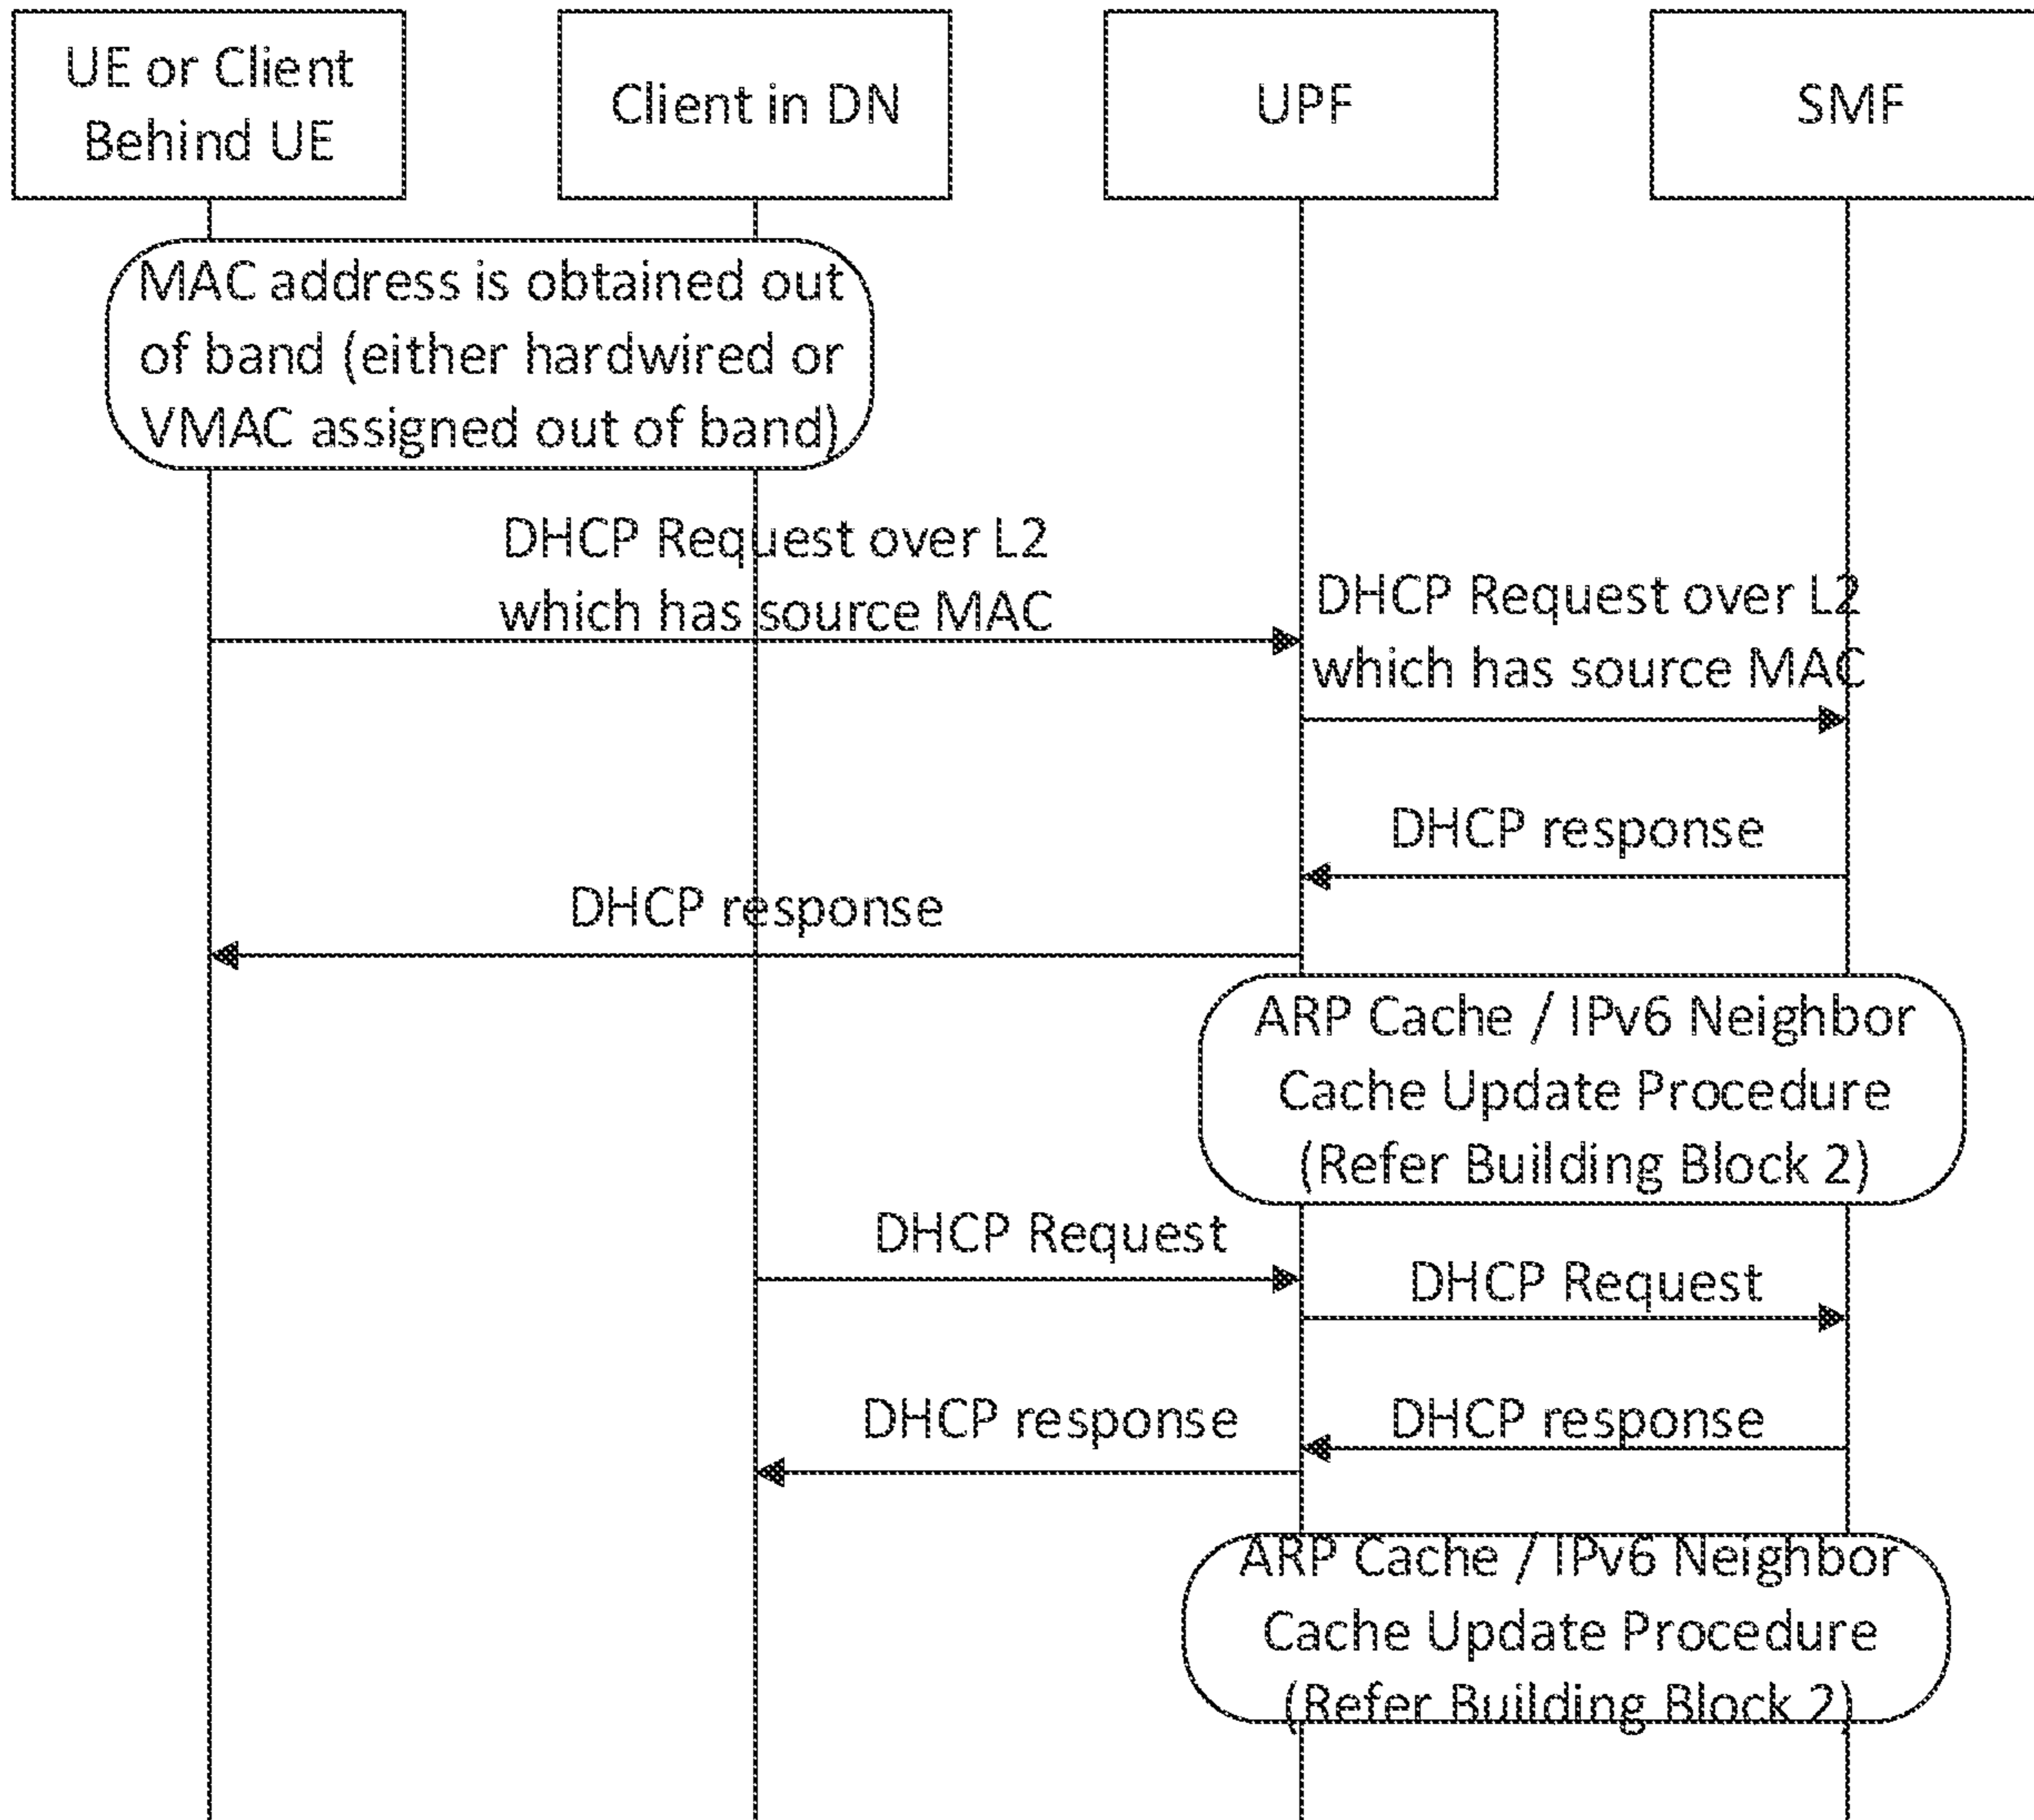 UE or Client
Behind UE
Client in DN
UPF
SMF
MAC address is obtained out
of band (either hardwired or
VMAC assigned out of band)
DHCP Request over L2
which has source MAC
DHCP Request over L2
which has source MAC
DHCP response
DHCP response
ARP Cache / IPv6 Neighbor
Cache Update Procedure
(Refer Building Block 2)
DHCP Request
DHCP Request
DHCP response
DHCP response
ARP Cache / IPv6 Neighbor
Cache Update Procedure
(Refer Building Block 2)